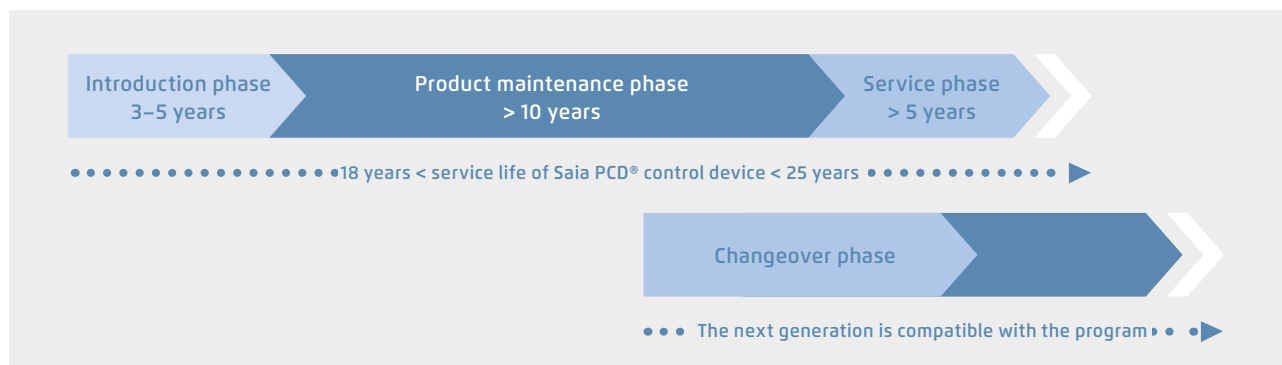 Introduction phase
3–5 years
Product maintenance phase
> 10 years
Service phase
> 5 years
18 years < service life of Saia PCD® control device < 25 years
Changeover phase
The next generation is compatible with the program